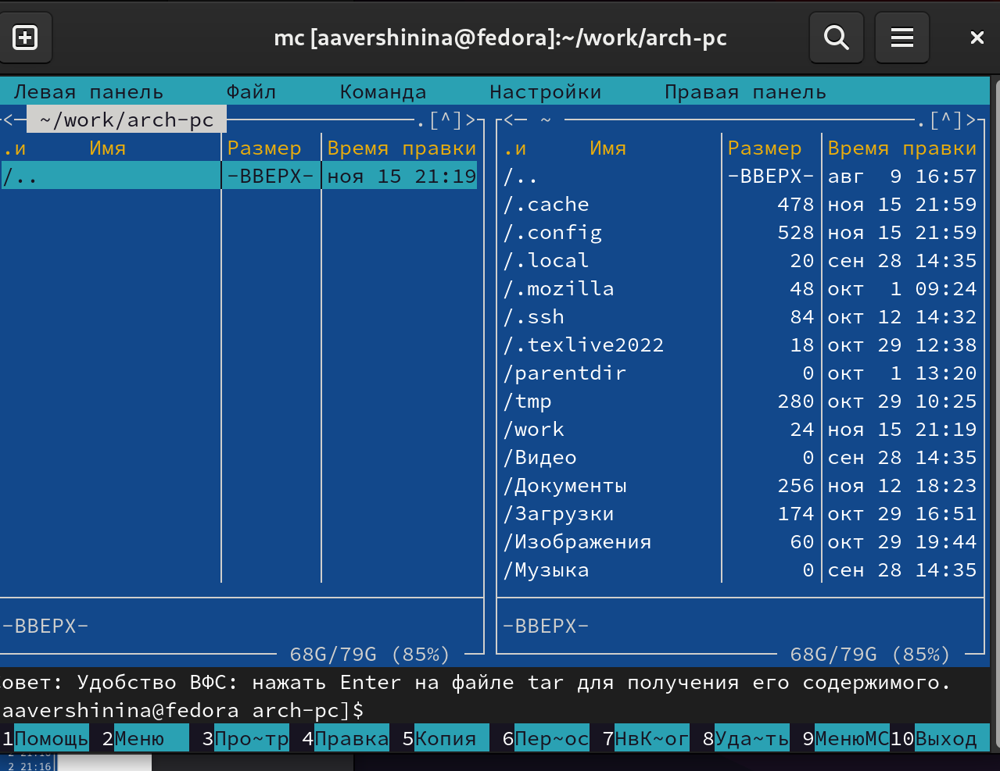 mc [aavershinina@fedora]:~/work/arch-pc
Левая панель Файл Команда Настройки Правая панель
<─ ~/work/arch-pc ─.[^]>
.и Имя Размер Время правки
/.. -ВВЕРХ- ноя 15 21:19
-ВВЕРХ-
68G/79G (85%)
<─ ~ ─.[^]>
.и Имя Размер Время правки
/.. -ВВЕРХ- авг 9 16:57
/.cache 478 ноя 15 21:59
/.config 528 ноя 15 21:59
/.local 20 сен 28 14:35
/.mozilla 48 окт 1 09:24
/.ssh 84 окт 12 14:32
/.texlive2022 18 окт 29 12:38
/parentdir 0 окт 1 13:20
/tmp 280 окт 29 10:25
/work 24 ноя 15 21:19
/Видео 0 сен 28 14:35
/Документы 256 ноя 12 18:23
/Загрузки 174 окт 29 16:51
/Изображения 60 окт 29 19:44
/Музыка 0 сен 28 14:35
-ВВЕРХ-
68G/79G (85%)
овет: Удобство ВФС: нажать Enter на файле tar для получения его содержимого.
aavershinina@fedora arch-pc]$
1Помощь 2Меню 3Про~тр 4Правка 5Копия 6Пер~ос 7НвК~ог 8Уда~ть 9МенюMC 10Выход
2 21:16